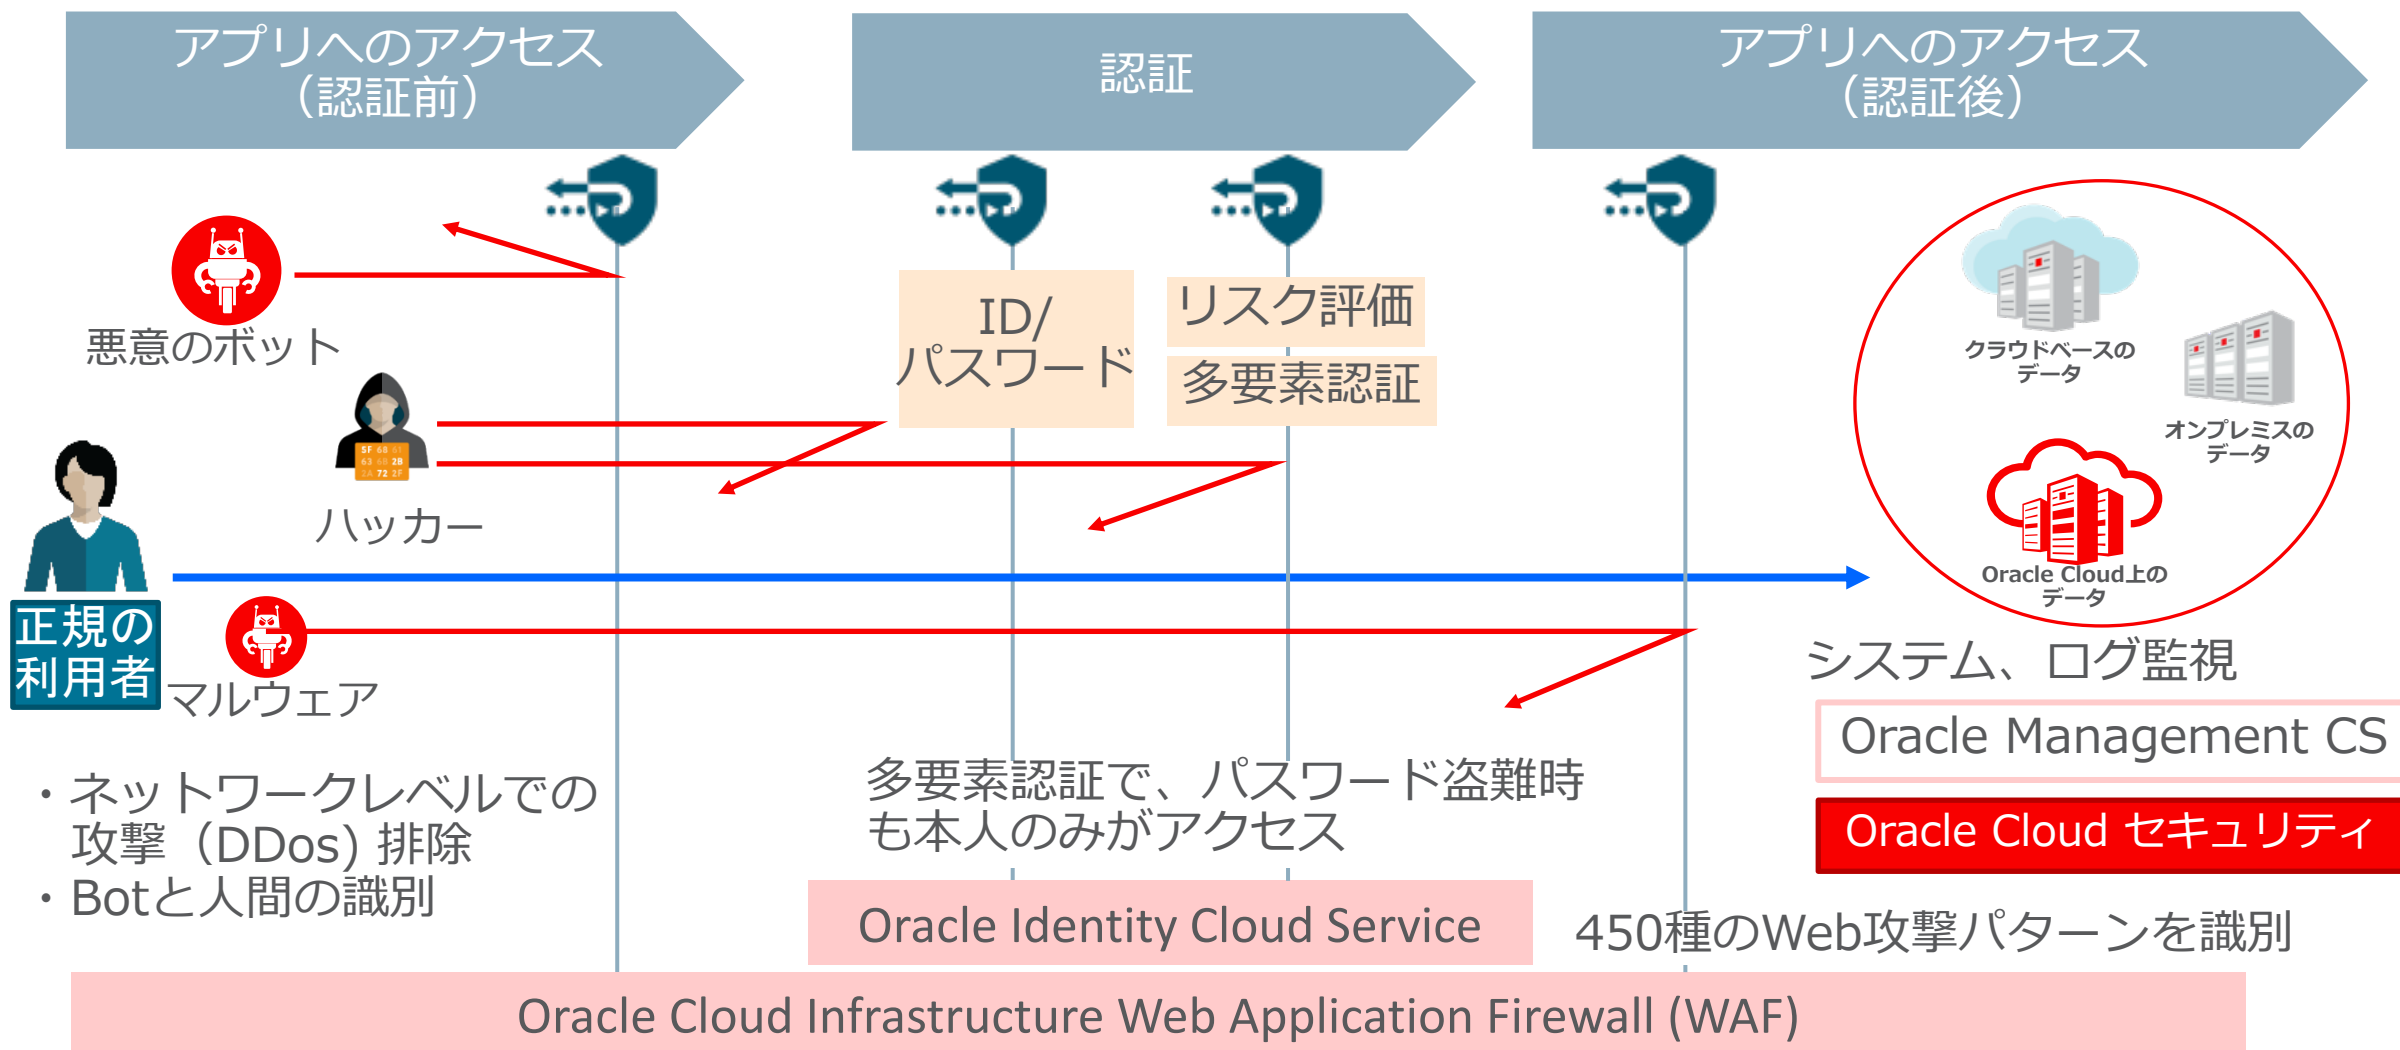 アプリへのアクセス
（認証前）
認証
アプリへのアクセス
（認証後）
悪意のボット
ID/
パスワード
リスク評価
多要素認証
クラウドベースの
データ
オンプレミスの
データ
5F 68 61
63 6B 2B
2A 72 2F
ハッカー
Oracle Cloud上の
データ
正規の
利用者
マルウェア
システム、ログ監視
Oracle Management CS
Oracle Cloud セキュリティ
・ネットワークレベルでの
攻撃（DDos) 排除
・Botと人間の識別
多要素認証で、パスワード盗難時
も本人のみがアクセス
Oracle Identity Cloud Service
450種のWeb攻撃パターンを識別
Oracle Cloud Infrastructure Web Application Firewall (WAF)